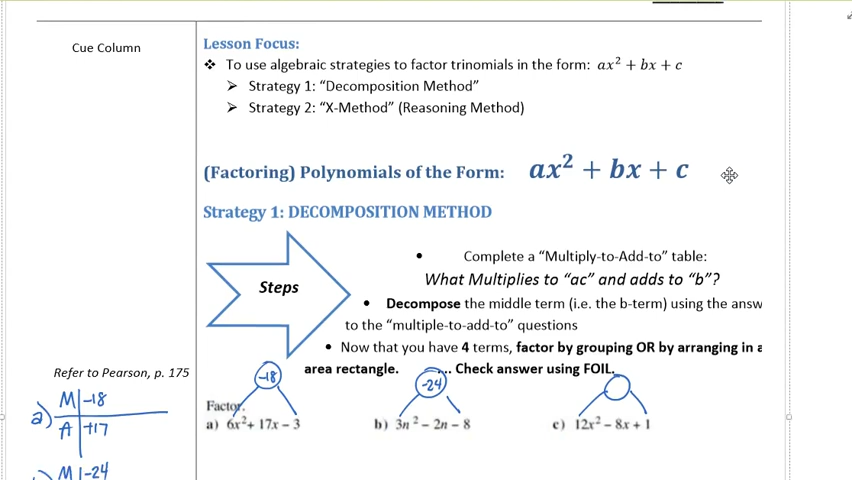 Cue Column
Lesson Focus:
❖ To use algebraic strategies to factor trinomials in the form: ax² + bx + c
➤ Strategy 1: “Decomposition Method”
➤ Strategy 2: “X-Method” (Reasoning Method)
(Factoring) Polynomials of the Form: ax² + bx + c
Strategy 1: DECOMPOSITION METHOD
Steps
• Complete a “Multiply-to-Add-to” table:
What Multiplies to “ac” and adds to “b”?
• Decompose the middle term (i.e. the b-term) using the answ
to the “multiple-to-add-to” questions
• Now that you have 4 terms, factor by grouping OR by arranging in a
area rectangle. .... Check answer using FOIL.
Refer to Pearson, p. 175
-18
-24
Factor.
a) 6x² + 17x – 3 b) 3n² – 2n – 8 c) 12x² – 8x + 1
a) M -18
A +17
M -24